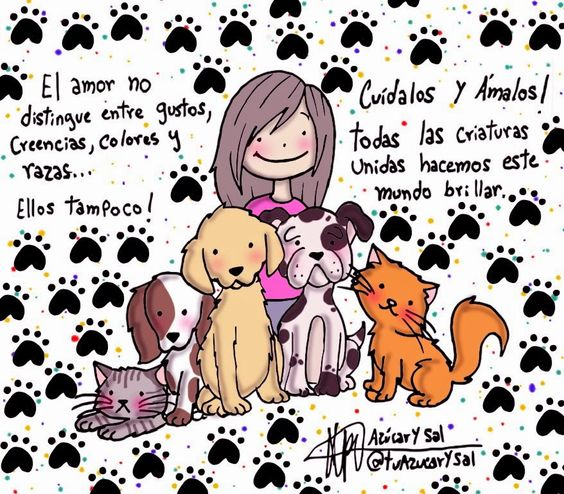 El amor no
distingue entre gustos,
Creencias, colores y
razas...
Ellos tampoco!
Cuídalos y Ámalos!
todas las criaturas
unidas hacemos este
mundo brillar.
Azúcar y Sal
@tuAzucarySal